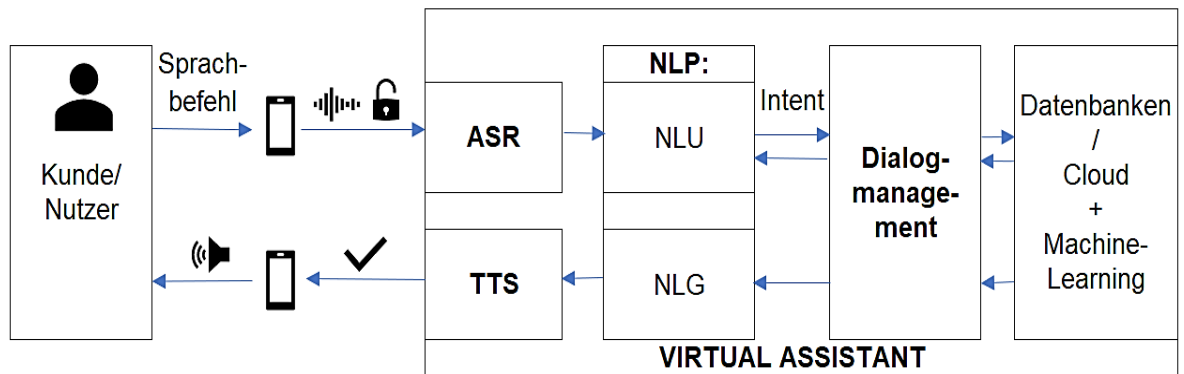 Kunde/
Nutzer
Sprach-
befehl
ASR
NLP:
NLU
Intent
Dialog-
manage-
ment
Datenbanken
/
Cloud
+
Machine-
Learning
TTS
NLG
VIRTUAL ASSISTANT